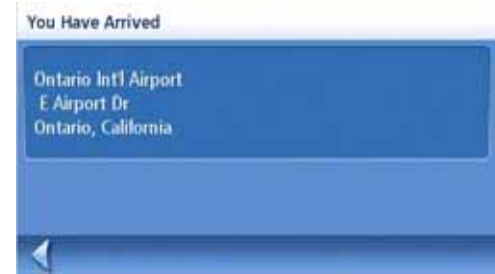 You Have Arrived
Ontario Int'l Airport
E Airport Dr
Ontario, California